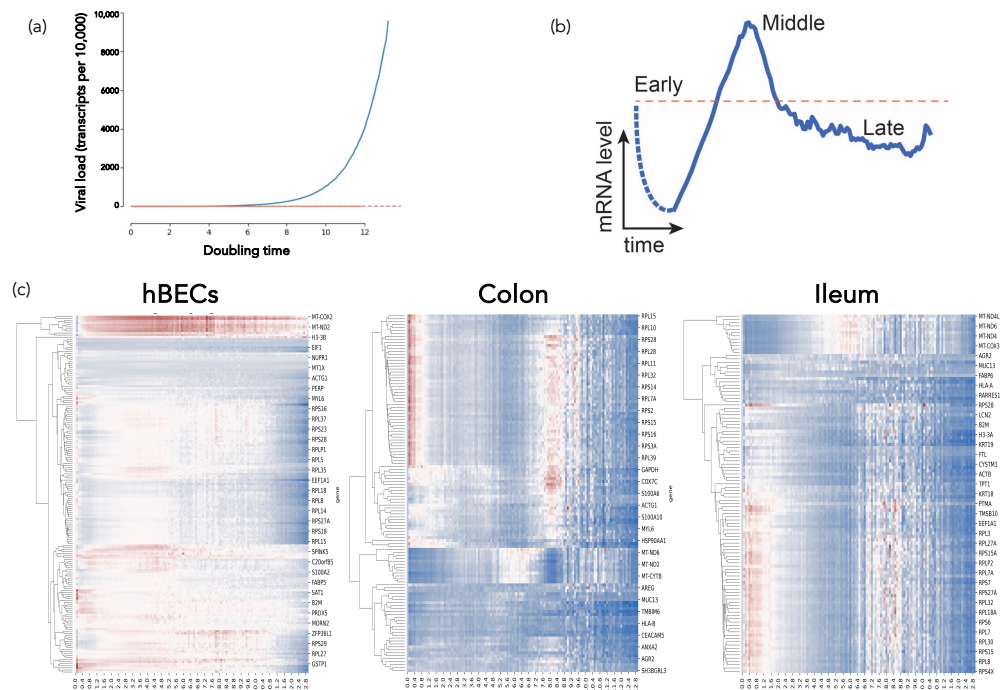 (a)
Viral load (transcripts per 10,000)
10,000
8000
6000
4000
2000
0
0 2 4 6 8 10 12
Doubling time
(b)
Middle
Early
Late
mRNA level
time
(c)
hBECs
MT-CO2
MT-ND2
H3-3B
EIF1
NUPR1
MT1X
ACTG1
PERP
MYL6
RPS16
RPL37
RPS23
RPS28
RPLP1
RPL5
RPL35
EEF1A1
RPL18
RPL8
RPL14
RPS27A
RPS18
RPL15
SPINK5
C20orf85
S100A2
FABP5
SAT1
B2M
PRDX5
MORN2
ZFP36L1
RPS29
RPL27
GSTP1
gene
Colon
RPL15
RPL10
RPS28
RPL28
RPL11
RPL32
RPS14
RPL7A
RPS2
RPS15
RPS16
RPS3A
RPL39
GAPDH
COX7C
S100A6
ACTG1
S100A10
MYL6
HSP90AA1
MT-ND6
MT-ND2
MT-CYTB
AREG
MUC13
TMBIM6
HLA-B
CEACAM5
ANXA2
AGR2
SH3BGRL3
gene
Ileum
MT-ND4L
MT-ND6
MT-ND4
MT-CO3
AGR2
MUC13
FABP6
HLA-A
RARRES1
RPS28
LCN2
B2M
H3-3A
KRT19
FTL
CYSTM1
ACTB
TPT1
KRT18
PTMA
TMSB10
EEF1A1
RPL3
RPL27A
RPS15A
RPLP2
RPL7A
RPS7
RPS27A
RPL32
RPL18A
RPS6
RPL7
RPL30
RPS15
RPL8
RPS4X